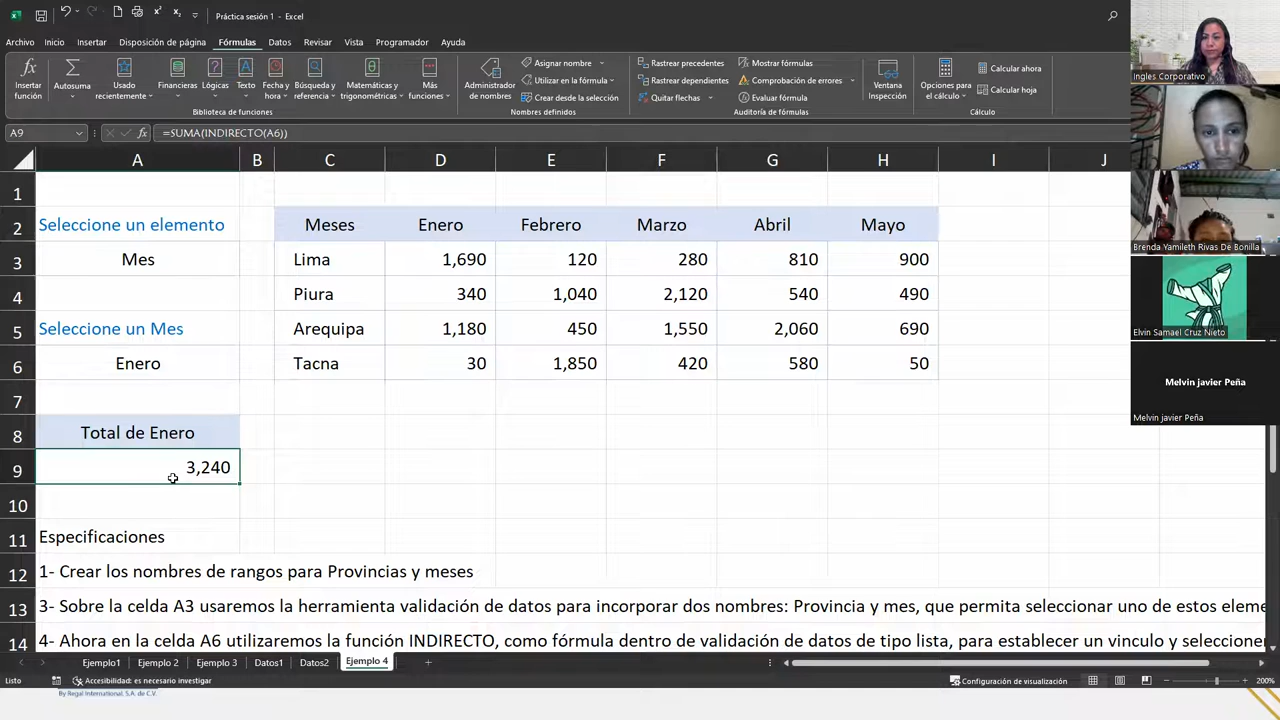 Práctica sesión 1 - Excel
Archivo Inicio Insertar Disposición de página Fórmulas Datos Revisar Vista Programador Ayuda
Insertar función
Autosuma
Usado recientemente
Financieras
Lógicas
Texto
Fecha y hora
Búsqueda y referencia
Matemáticas y trigonométricas
Más funciones
Biblioteca de funciones
Administrador de nombres
Asignar nombre
Utilizar en la fórmula
Crear desde la selección
Nombres definidos
Rastrear precedentes
Rastrear dependientes
Quitar flechas
Mostrar fórmulas
Comprobación de errores
Evaluar fórmula
Auditoría de fórmulas
Ventana Inspección
Opciones para el cálculo
Calcular ahora
Calcular hoja
Cálculo
A9 fx =SUMA(INDIRECTO(A6))
A B C D E F G H I J
1
2 Seleccione un elemento Meses Enero Febrero Marzo Abril Mayo
3 Mes Lima 1,690 120 280 810 900
4 Piura 340 1,040 2,120 540 490
5 Seleccione un Mes Arequipa 1,180 450 1,550 2,060 690
6 Enero Tacna 30 1,850 420 580 50
7
8 Total de Enero
9 3,240
10
11 Especificaciones
12 1- Crear los nombres de rangos para Provincias y meses
13 3- Sobre la celda A3 usaremos la herramienta validación de datos para incorporar dos nombres: Provincia y mes, que permita seleccionar uno de estos eleme
14 4- Ahora en la celda A6 utilizaremos la función INDIRECTO, como fórmula dentro de validación de datos de tipo lista, para establecer un vinculo y seleccioner
Ejemplo1 Ejemplo 2 Ejemplo 3 Datos1 Datos2 Ejemplo 4
Listo Accesibilidad: es necesario investigar Configuración de visualización 200%
By Regal International, S.A. de C.V.
Ingles Corporativo
Brenda Yamileth Rivas De Bonilla
Elvin Samael Cruz Nieto
Melvin javier Peña
Melvin javier Peña